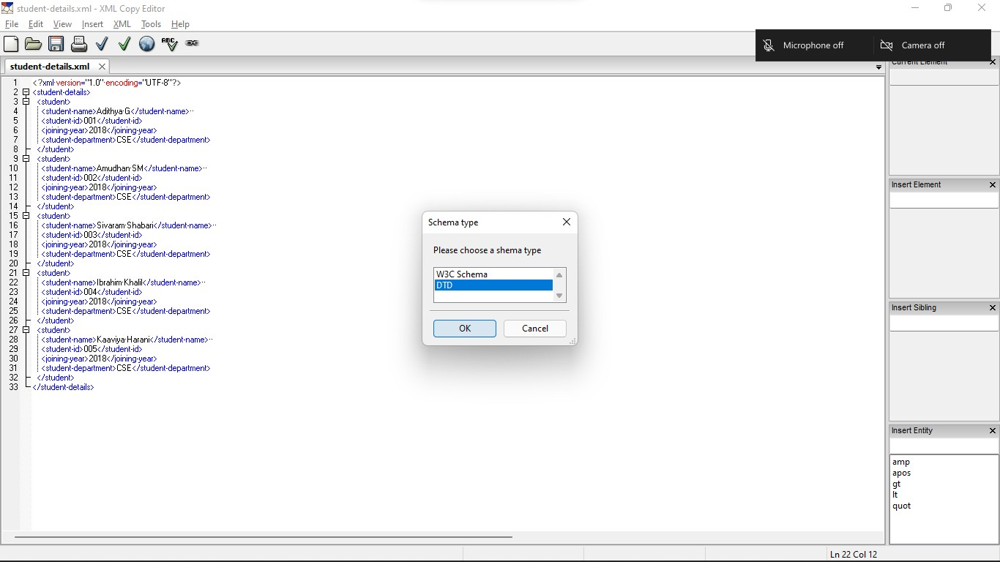 student-details.xml - XML Copy Editor
File Edit View Insert XML Tools Help
ABC
Microphone off Camera off
student-details.xml
1 <?xml·version="1.0"·encoding="UTF-8"?>
2 <student-details>
3 <student>
4 <student-name>Adithya·G</student-name>··
5 <student-id>001</student-id>
6 <joining-year>2018</joining-year>
7 <student-department>CSE</student-department>
8 </student>
9 <student>
10 <student-name>Amudhan·SM</student-name>··
11 <student-id>002</student-id>
12 <joining-year>2018</joining-year>
13 <student-department>CSE</student-department>
14 </student>
15 <student>
16 <student-name>Sivaram·Shabari</student-name>··
17 <student-id>003</student-id>
18 <joining-year>2018</joining-year>
19 <student-department>CSE</student-department>
20 </student>
21 <student>
22 <student-name>Ibrahim·Khalil</student-name>··
23 <student-id>004</student-id>
24 <joining-year>2018</joining-year>
25 <student-department>CSE</student-department>
26 </student>
27 <student>
28 <student-name>Kaaviya·Harani</student-name>··
29 <student-id>005</student-id>
30 <joining-year>2018</joining-year>
31 <student-department>CSE</student-department>
32 </student>
33 </student-details>
Schema type
Please choose a shema type
W3C Schema
DTD
OK Cancel
Current Element
Insert Element
Insert Sibling
Insert Entity
amp
apos
gt
lt
quot
Ln 22 Col 12